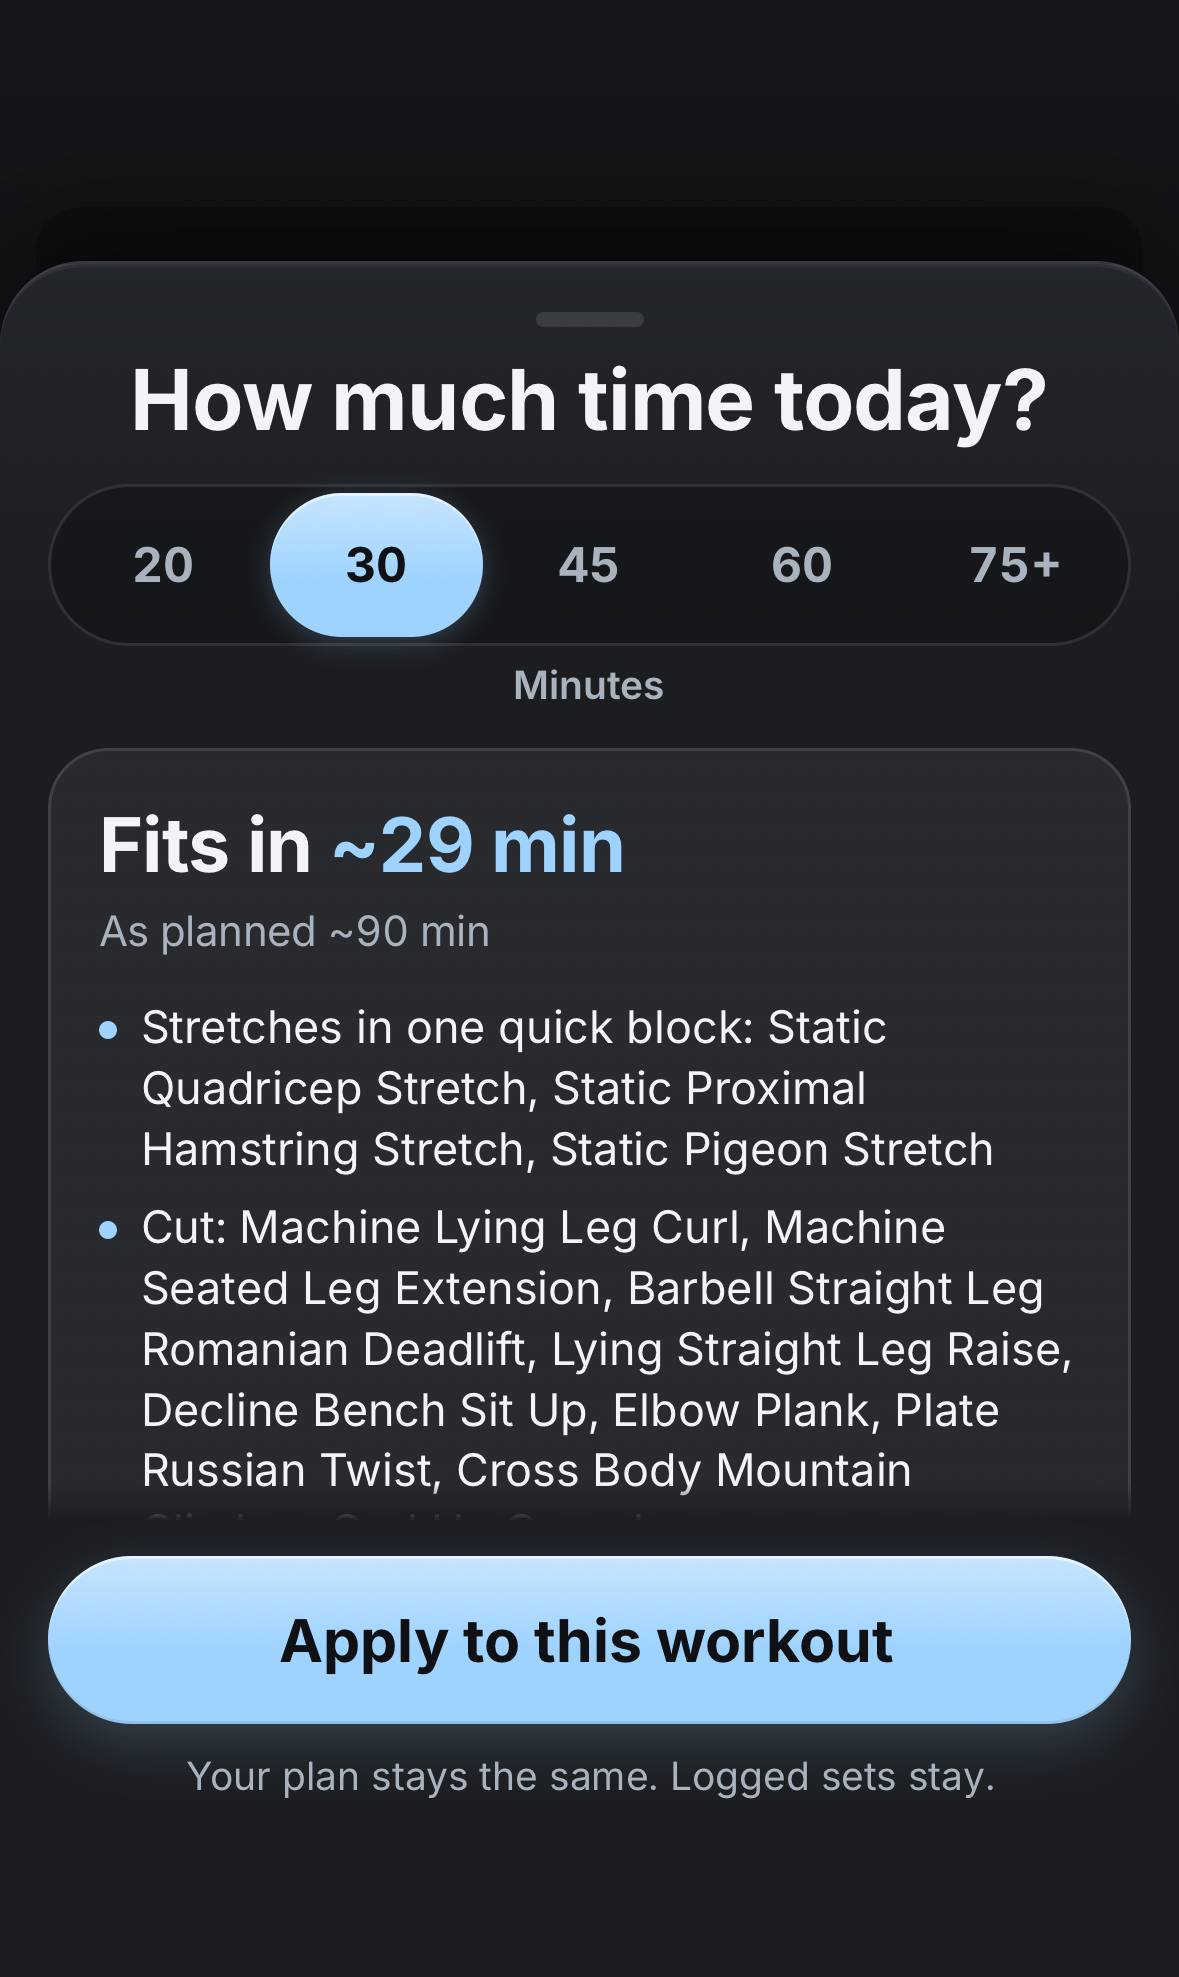 How much time today?
20 30 45 60 75+
Minutes
Fits in ~29 min
As planned ~90 min
Stretches in one quick block: Static
Quadricep Stretch, Static Proximal
Hamstring Stretch, Static Pigeon Stretch
Cut: Machine Lying Leg Curl, Machine
Seated Leg Extension, Barbell Straight Leg
Romanian Deadlift, Lying Straight Leg Raise,
Decline Bench Sit Up, Elbow Plank, Plate
Russian Twist, Cross Body Mountain
Apply to this workout
Your plan stays the same. Logged sets stay.